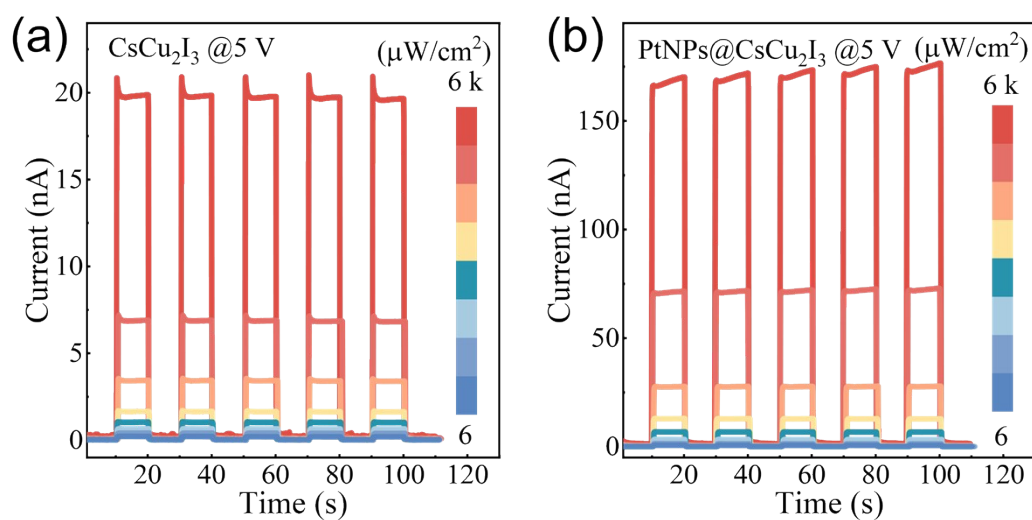 (a)
CsCu₂I₃ @5 V
(μW/cm²)
6 k
6
20
15
10
5
0
Current (nA)
20 40 60 80 100 120
Time (s)
(b)
PtNPs@CsCu₂I₃ @5 V
(μW/cm²)
6 k
6
150
100
50
0
Current (nA)
20 40 60 80 100 120
Time (s)